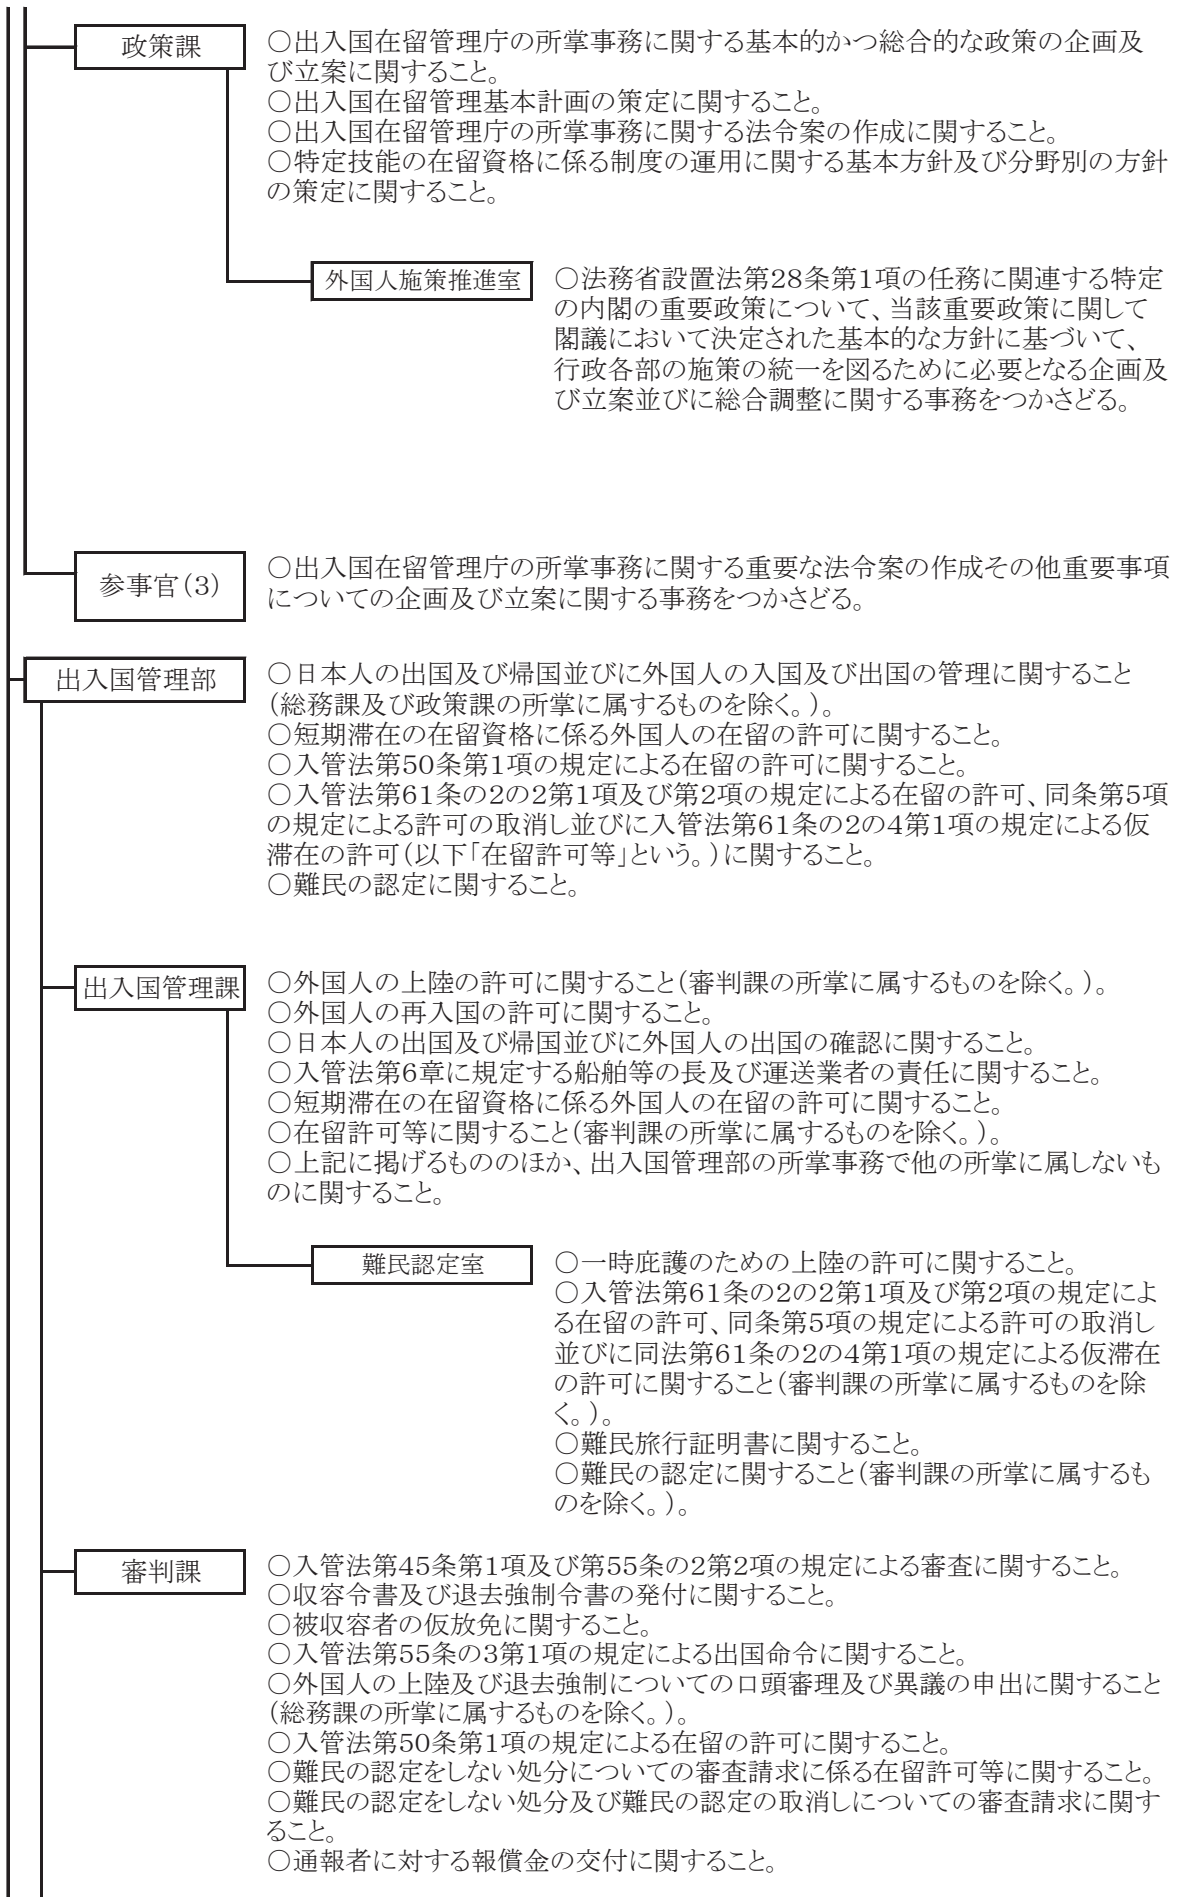 政策課
○出入国在留管理庁の所掌事務に関する基本的かつ総合的な政策の企画及
び立案に関すること。
○出入国在留管理基本計画の策定に関すること。
○出入国在留管理庁の所掌事務に関する法令案の作成に関すること。
○特定技能の在留資格に係る制度の運用に関する基本方針及び分野別の方針
の策定に関すること。
外国人施策推進室
○法務省設置法第28条第1項の任務に関連する特定
の内閣の重要政策について、当該重要政策に関して
閣議において決定された基本的な方針に基づいて、
行政各部の施策の統一を図るために必要となる企画及
び立案並びに総合調整に関する事務をつかさどる。
参事官(3)
○出入国在留管理庁の所掌事務に関する重要な法令案の作成その他重要事項
についての企画及び立案に関する事務をつかさどる。
出入国管理部
○日本人の出国及び帰国並びに外国人の入国及び出国の管理に関すること
(総務課及び政策課の所掌に属するものを除く。)。
○短期滞在の在留資格に係る外国人の在留の許可に関すること。
○入管法第50条第1項の規定による在留の許可に関すること。
○入管法第61条の2の2第1項及び第2項の規定による在留の許可、同条第5項
の規定による許可の取消し並びに入管法第61条の2の4第1項の規定による仮
滞在の許可(以下「在留許可等」という。)に関すること。
○難民の認定に関すること。
出入国管理課
○外国人の上陸の許可に関すること(審判課の所掌に属するものを除く。)。
○外国人の再入国の許可に関すること。
○日本人の出国及び帰国並びに外国人の出国の確認に関すること。
○入管法第6章に規定する船舶等の長及び運送業者の責任に関すること。
○短期滞在の在留資格に係る外国人の在留の許可に関すること。
○在留許可等に関すること(審判課の所掌に属するものを除く。)。
○上記に掲げるもののほか、出入国管理部の所掌事務で他の所掌に属しないも
のに関すること。
難民認定室
○一時庇護のための上陸の許可に関すること。
○入管法第61条の2の2第1項及び第2項の規定によ
る在留の許可、同条第5項の規定による許可の取消し
並びに同法第61条の2の4第1項の規定による仮滞在
の許可に関すること(審判課の所掌に属するものを除
く。)。
○難民旅行証明書に関すること。
○難民の認定に関すること(審判課の所掌に属するも
のを除く。)。
審判課
○入管法第45条第1項及び第55条の2第2項の規定による審査に関すること。
○収容令書及び退去強制令書の発付に関すること。
○被収容者の仮放免に関すること。
○入管法第55条の3第1項の規定による出国命令に関すること。
○外国人の上陸及び退去強制についての口頭審理及び異議の申出に関すること
(総務課の所掌に属するものを除く。)。
○入管法第50条第1項の規定による在留の許可に関すること。
○難民の認定をしない処分についての審査請求に係る在留許可等に関すること。
○難民の認定をしない処分及び難民の認定の取消しについての審査請求に関す
ること。
○通報者に対する報償金の交付に関すること。